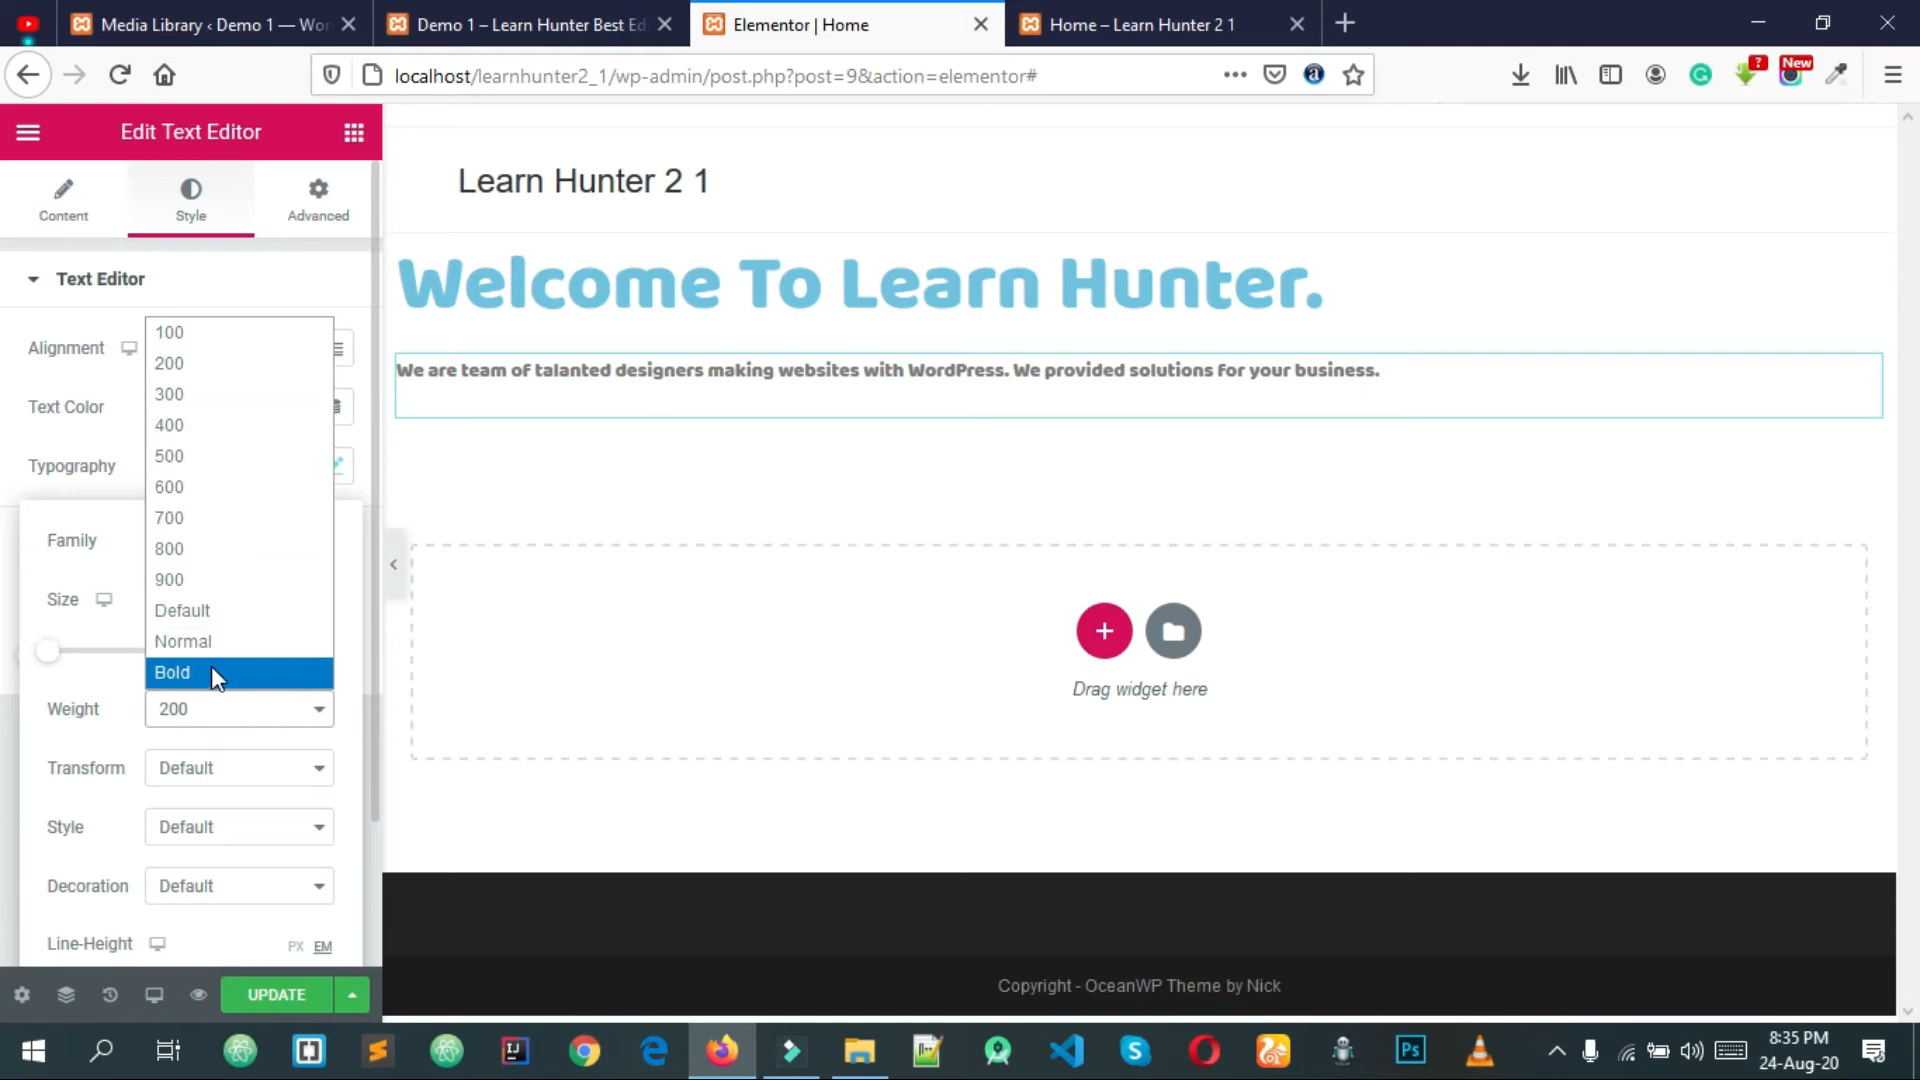 Media Library ‹ Demo 1 — Wor
Demo 1 – Learn Hunter Best Ed
Elementor | Home
Home – Learn Hunter 2 1
localhost/learnhunter2_1/wp-admin/post.php?post=9&action=elementor#
?
New
Edit Text Editor
Content
Style
Advanced
Text Editor
Alignment
Text Color
Typography
Family
Size
100
200
300
400
500
600
700
800
900
Default
Normal
Bold
Weight
200
Transform
Default
Style
Default
Decoration
Default
Line-Height
PX
EM
UPDATE
Learn Hunter 2 1
Welcome To Learn Hunter.
We are team of talanted designers making websites with WordPress. We provided solutions for your business.
Drag widget here
Copyright - OceanWP Theme by Nick
8:35 PM
24-Aug-20